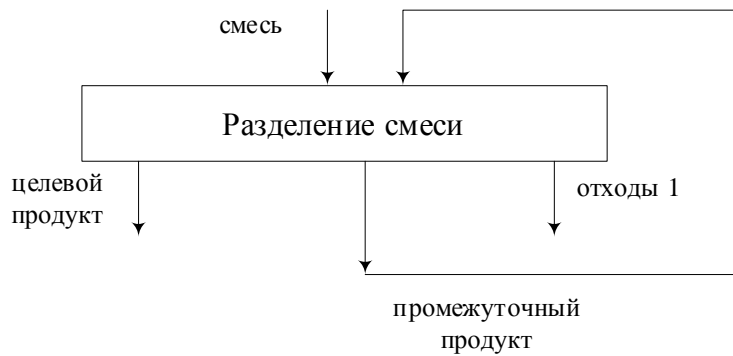 смесь
Разделение смеси
целевой
продукт
отходы 1
промежуточный
продукт